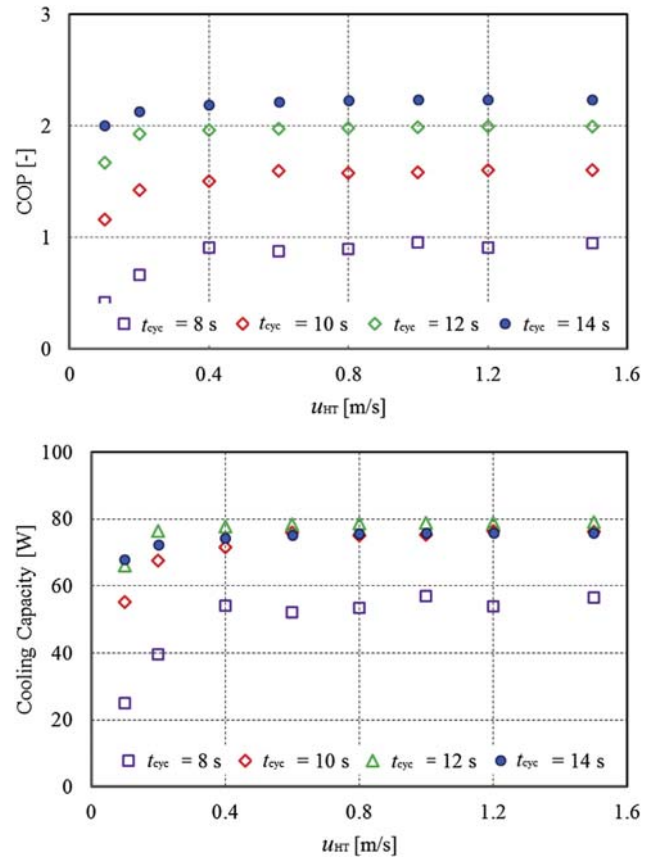 3
2
1
0
COP [-]
t_cyc = 8 s t_cyc = 10 s t_cyc = 12 s t_cyc = 14 s
0 0.4 0.8 1.2 1.6
u_HT [m/s]
100
80
60
40
20
0
Cooling Capacity [W]
t_cyc = 8 s t_cyc = 10 s t_cyc = 12 s t_cyc = 14 s
0 0.4 0.8 1.2 1.6
u_HT [m/s]